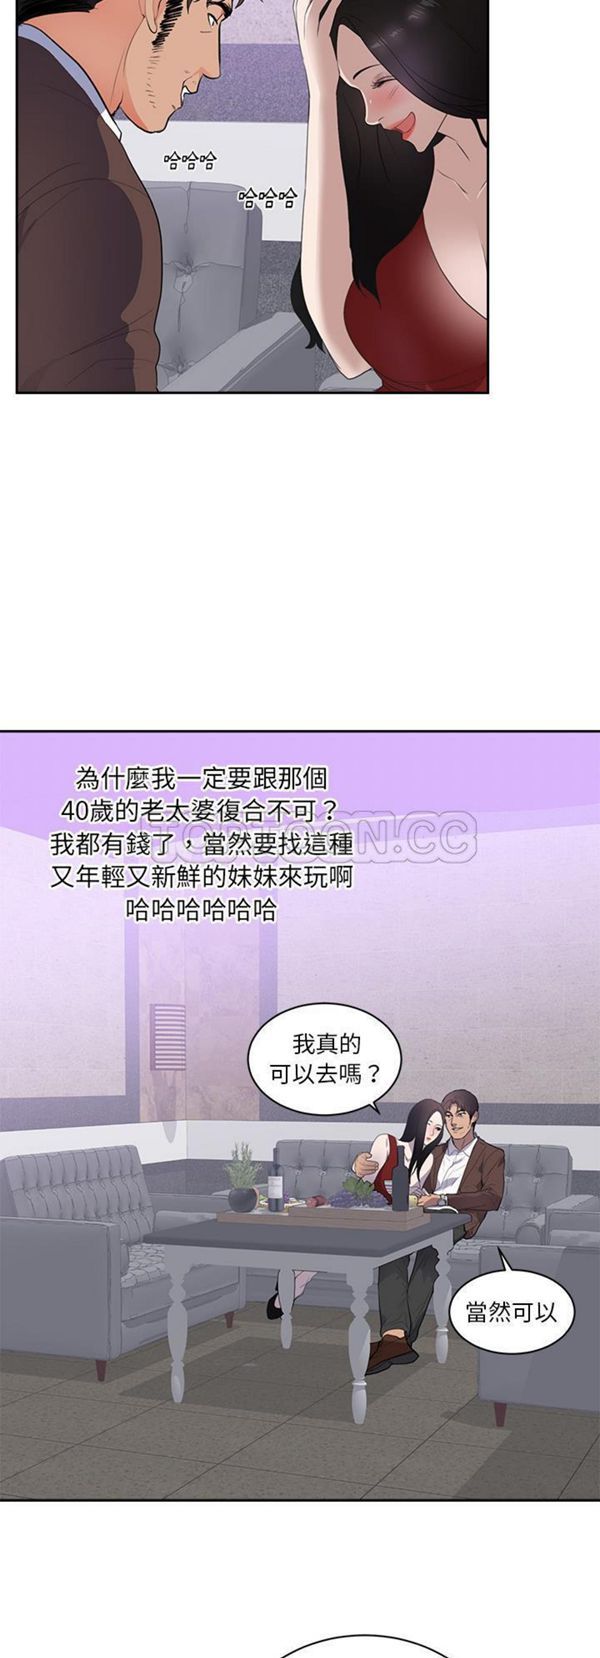 哈哈哈
哈哈哈
為什麼我一定要跟那個
40歲的老太婆復合不可？
我都有錢了，當然要找這種
又年輕又新鮮的妹妹來玩啊
哈哈哈哈哈哈
TOPTOON.CC
我真的
可以去嗎？
當然可以